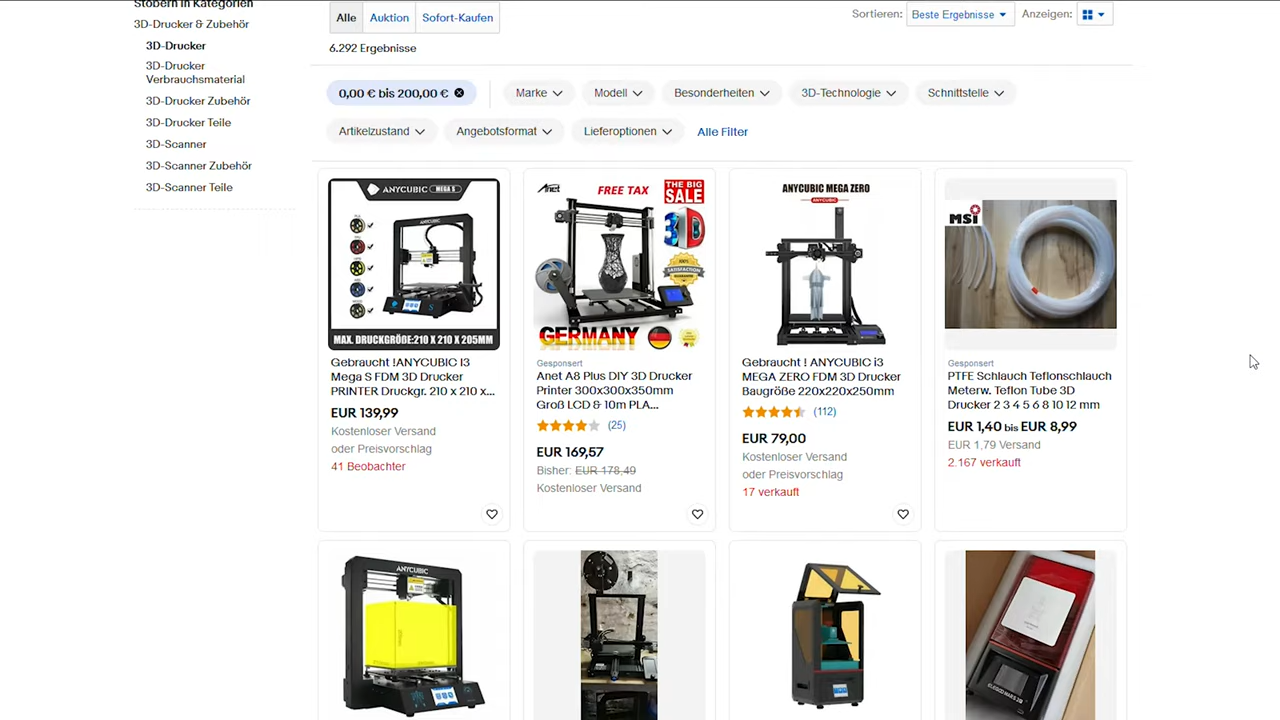 Stöbern in Kategorien
3D-Drucker & Zubehör
3D-Drucker
3D-Drucker
Verbrauchsmaterial
3D-Drucker Zubehör
3D-Drucker Teile
3D-Scanner
3D-Scanner Zubehör
3D-Scanner Teile
Alle
Auktion
Sofort-Kaufen
Sortieren:
Beste Ergebnisse
Anzeigen:
6.292 Ergebnisse
0,00 € bis 200,00 €
Marke
Modell
Besonderheiten
3D-Technologie
Schnittstelle
Artikelzustand
Angebotsformat
Lieferoptionen
Alle Filter
ANYCUBIC MEGA S
ANYCUBIC
MAX. DRUCKGRÖßE:210 X 210 X 205MM
Gebraucht !ANYCUBIC I3
Mega S FDM 3D Drucker
PRINTER Druckgr. 210 x 210 x...
EUR 139,99
Kostenloser Versand
oder Preisvorschlag
41 Beobachter
Anet
FREE TAX
THE BIG
SALE
3D
SATISFACTION
GERMANY
Gesponsert
Anet A8 Plus DIY 3D Drucker
Printer 300x300x350mm
Groß LCD & 10m PLA...
(25)
EUR 169,57
Bisher: EUR 178,49
Kostenloser Versand
ANYCUBIC MEGA ZERO
ANYCUBIC
Gebraucht ! ANYCUBIC i3
MEGA ZERO FDM 3D Drucker
Baugröße 220x220x250mm
(112)
EUR 79,00
Kostenloser Versand
oder Preisvorschlag
17 verkauft
MSi
Gesponsert
PTFE Schlauch Teflonschlauch
Meterw. Teflon Tube 3D
Drucker 2 3 4 5 6 8 10 12 mm
EUR 1,40 bis EUR 8,99
EUR 1,79 Versand
2.167 verkauft
ANYCUBIC